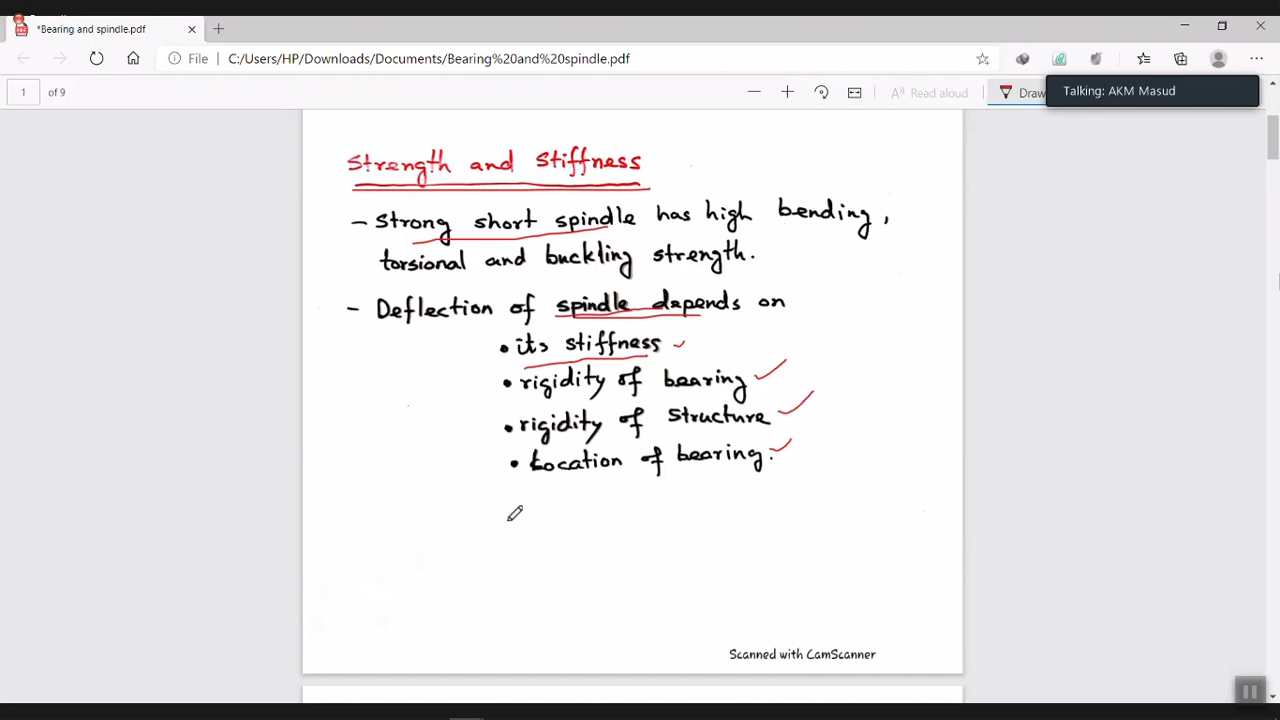 *Bearing and spindle.pdf
File
C:/Users/HP/Downloads/Documents/Bearing%20and%20spindle.pdf
1 of 9
Read aloud
Draw
Talking: AKM Masud
Strength and Stiffness
- Strong short spindle has high bending,
torsional and buckling strength.
- Deflection of spindle depends on
• its stiffness
• rigidity of bearing
• rigidity of Structure
• Location of bearing.
Scanned with CamScanner